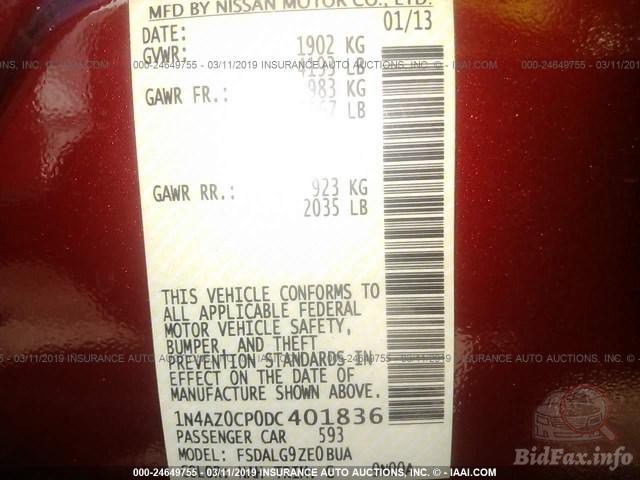 MFD BY NISSAN MOTOR CO., LTD.
DATE: 01/13
GVWR: 1902 KG
4193 LB
GAWR FR.: 983 KG
LB
GAWR RR.: 923 KG
2035 LB
THIS VEHICLE CONFORMS TO
ALL APPLICABLE FEDERAL
MOTOR VEHICLE SAFETY,
BUMPER, AND THEFT
PREVENTION STANDARDS IN
EFFECT ON THE DATE OF
MANUFACTURE SHOWN ABOVE.
1N4AZ0CP0DC401836
PASSENGER CAR 593
MODEL: FSDALG9ZE0BUA
000-24649755 - 03/11/2019 INSURANCE AUTO AUCTIONS, INC. © - IAAI.COM
BidFax.info